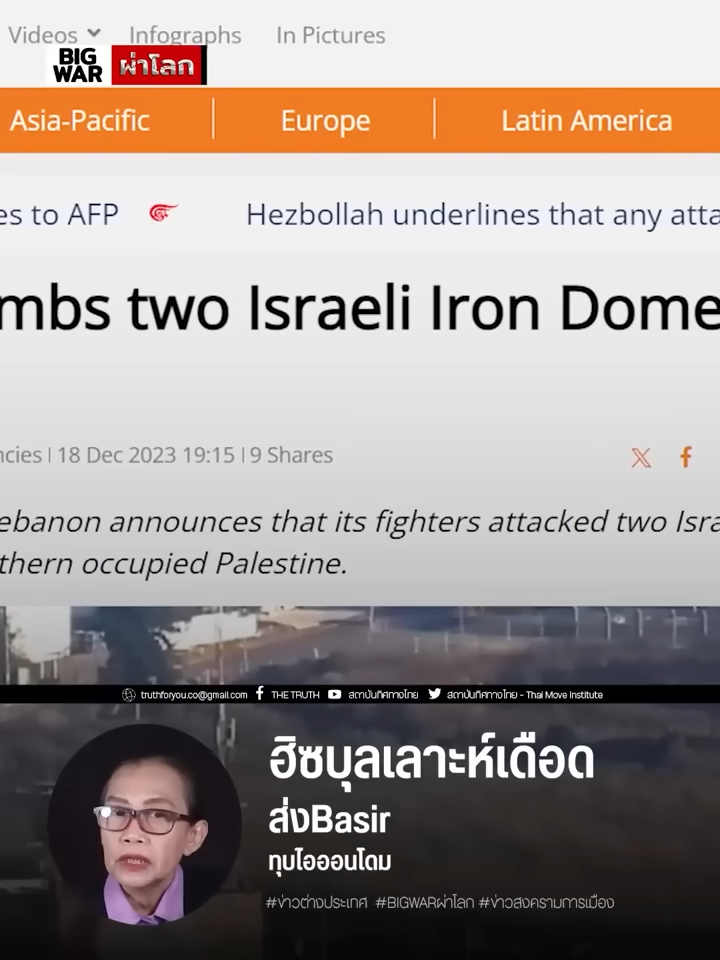 Videos Infographs In Pictures
BIG
WAR ผ่าโลก
Asia-Pacific Europe Latin America
es to AFP Hezbollah underlines that any atta
mbs two Israeli Iron Dome
ncies | 18 Dec 2023 19:15 | 9 Shares
ebanon announces that its fighters attacked two Isra
thern occupied Palestine.
truthforyou.co@gmail.com THE TRUTH สถาบันทิศทางไทย สถาบันทิศทางไทย - Thai Move Institute
ฮิซบุลเลาะห์เดือด
ส่งBasir
ทุบไอออนโดม
#ข่าวต่างประเทศ #BIGWARผ่าโลก #ข่าวสงครามการเมือง